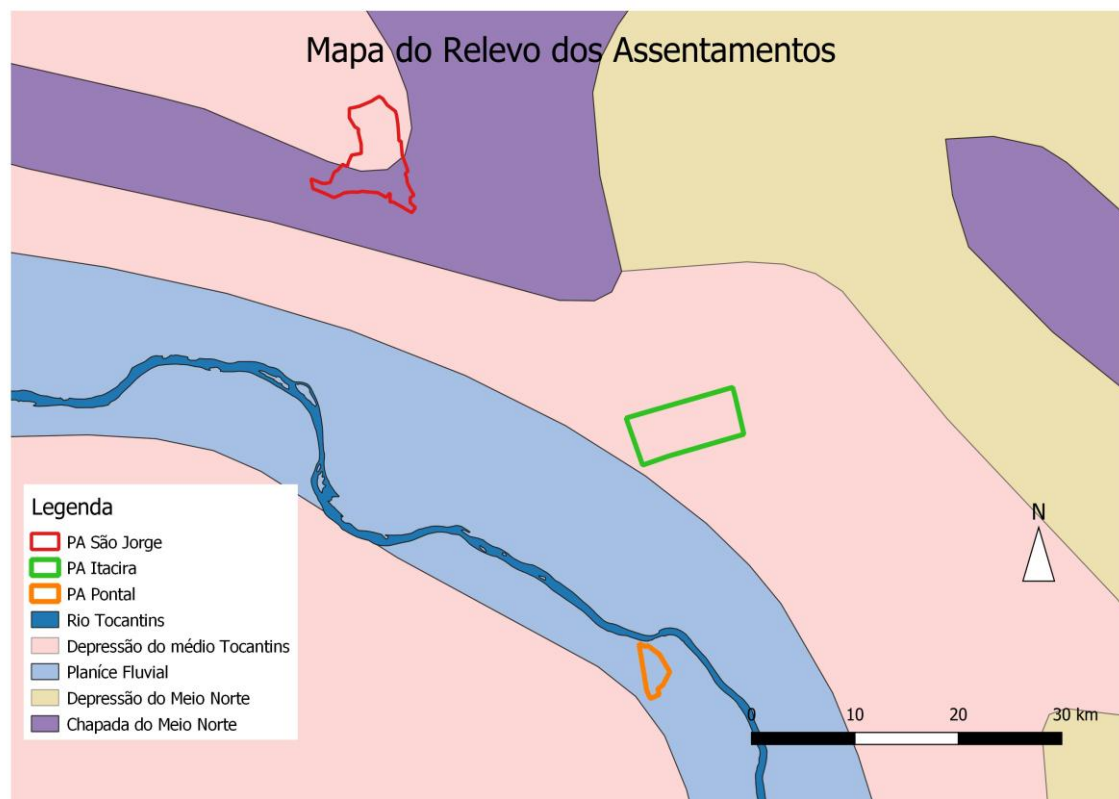 Mapa do Relevo dos Assentamentos
N
Legenda
PA São Jorge
PA Itacira
PA Pontal
Rio Tocantins
Depressão do médio Tocantins
Planíce Fluvial
Depressão do Meio Norte
Chapada do Meio Norte
0 10 20 30 km